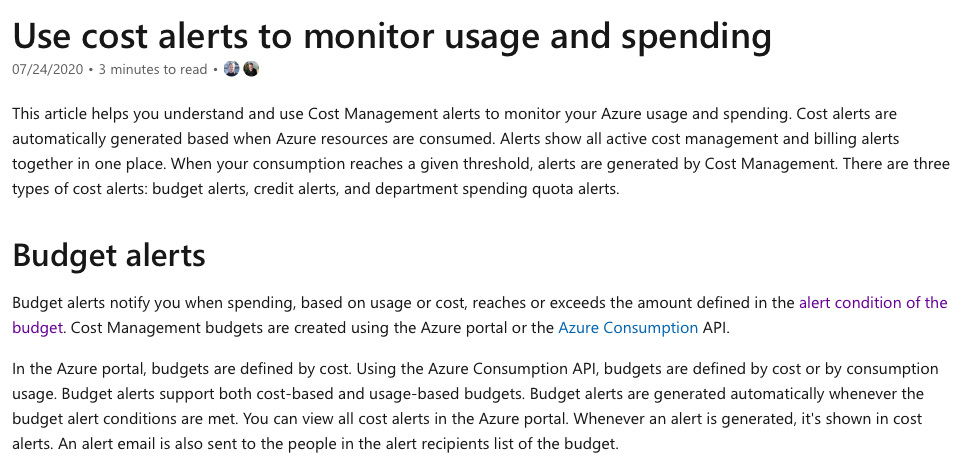 Use cost alerts to monitor usage and spending
07/24/2020 • 3 minutes to read •
This article helps you understand and use Cost Management alerts to monitor your Azure usage and spending. Cost alerts are
automatically generated based when Azure resources are consumed. Alerts show all active cost management and billing alerts
together in one place. When your consumption reaches a given threshold, alerts are generated by Cost Management. There are three
types of cost alerts: budget alerts, credit alerts, and department spending quota alerts.
Budget alerts
Budget alerts notify you when spending, based on usage or cost, reaches or exceeds the amount defined in the alert condition of the
budget. Cost Management budgets are created using the Azure portal or the Azure Consumption API.
In the Azure portal, budgets are defined by cost. Using the Azure Consumption API, budgets are defined by cost or by consumption
usage. Budget alerts support both cost-based and usage-based budgets. Budget alerts are generated automatically whenever the
budget alert conditions are met. You can view all cost alerts in the Azure portal. Whenever an alert is generated, it's shown in cost
alerts. An alert email is also sent to the people in the alert recipients list of the budget.